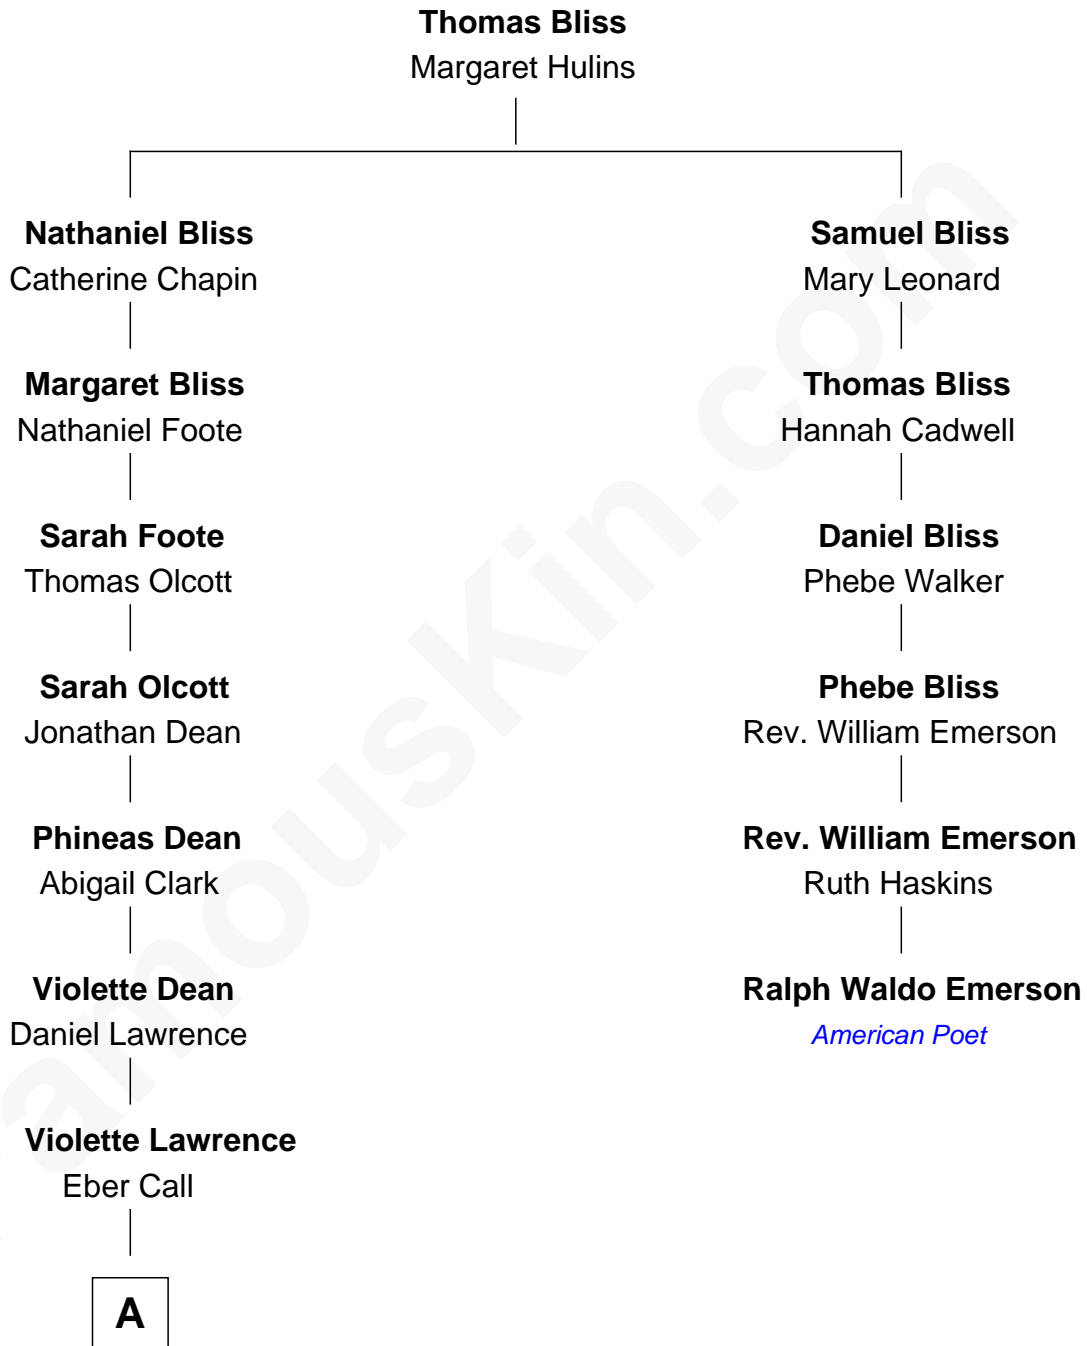 Thomas Bliss
Margaret Hulins
Nathaniel Bliss
Catherine Chapin
Samuel Bliss
Mary Leonard
Margaret Bliss
Nathaniel Foote
Thomas Bliss
Hannah Cadwell
Sarah Foote
Thomas Olcott
Daniel Bliss
Phebe Walker
Sarah Olcott
Jonathan Dean
Phebe Bliss
Rev. William Emerson
Phineas Dean
Abigail Clark
Rev. William Emerson
Ruth Haskins
Violette Dean
Daniel Lawrence
Ralph Waldo Emerson
American Poet
Violette Lawrence
Eber Call
A
amouskin.com